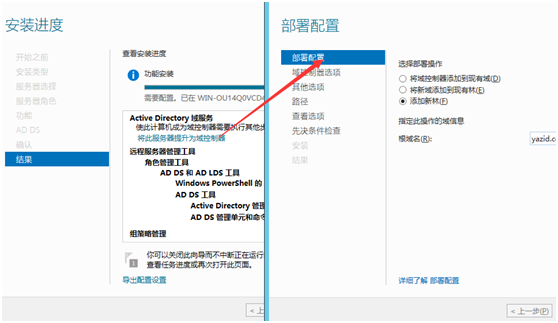 安装进度
开始之前
安装类型
服务器选择
服务器角色
功能
AD DS
确认
结果
查看安装进度
功能安装
需要配置。已在 WIN-OU14Q0VCD4
Active Directory 域服务
使此计算机成为域控制器需要执行其他步
将此服务器提升为域控制器
远程服务器管理工具
角色管理工具
AD DS 和 AD LDS 工具
Windows PowerShell 的
AD DS 工具
Active Directory 管理
AD DS 管理单元和命令
组策略管理
你可以关闭此向导而不中断正在运行
查看任务进度或再次打开此页面。
导出配置设置
< 上
部署配置
部署配置
域控制器选项
其他选项
路径
查看选项
先决条件检查
安装
结果
选择部署操作
将域控制器添加到现有域(D)
将新域添加到现有林(E)
添加新林(F)
指定此操作的域信息
根域名(R):
yazid.c
详细了解 部署配置
< 上一步(P)